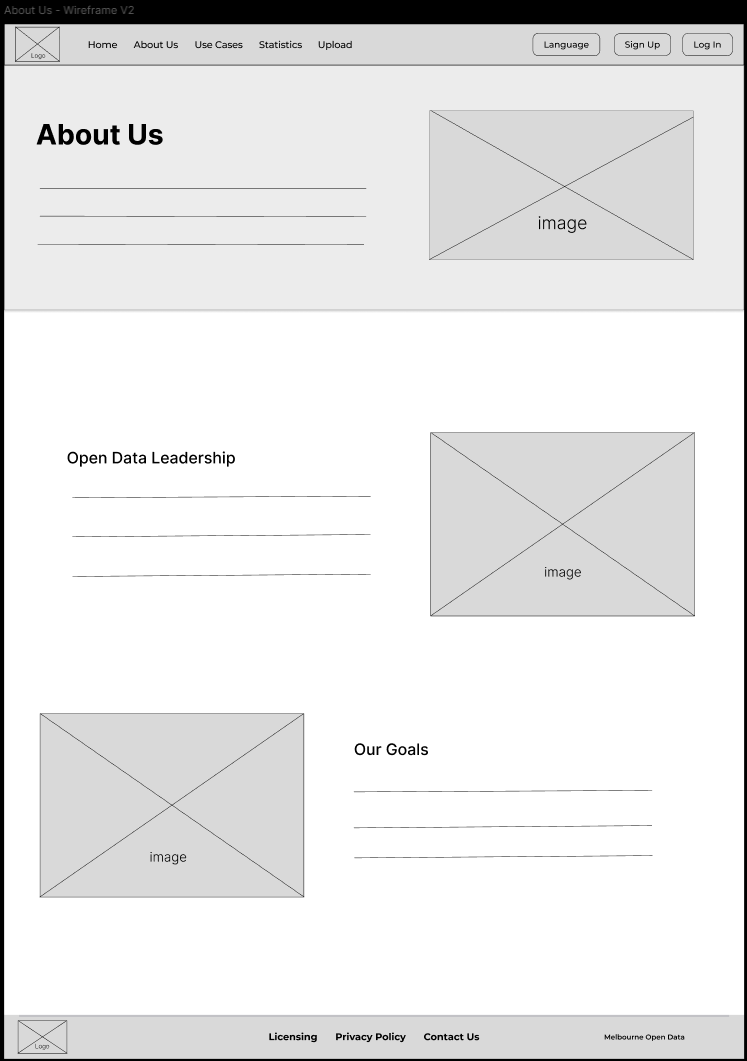 About Us - Wireframe V2
Logo
Home About Us Use Cases Statistics Upload Language Sign Up Log In
About Us
image
Open Data Leadership
image
Our Goals
image
Logo
Licensing Privacy Policy Contact Us Melbourne Open Data